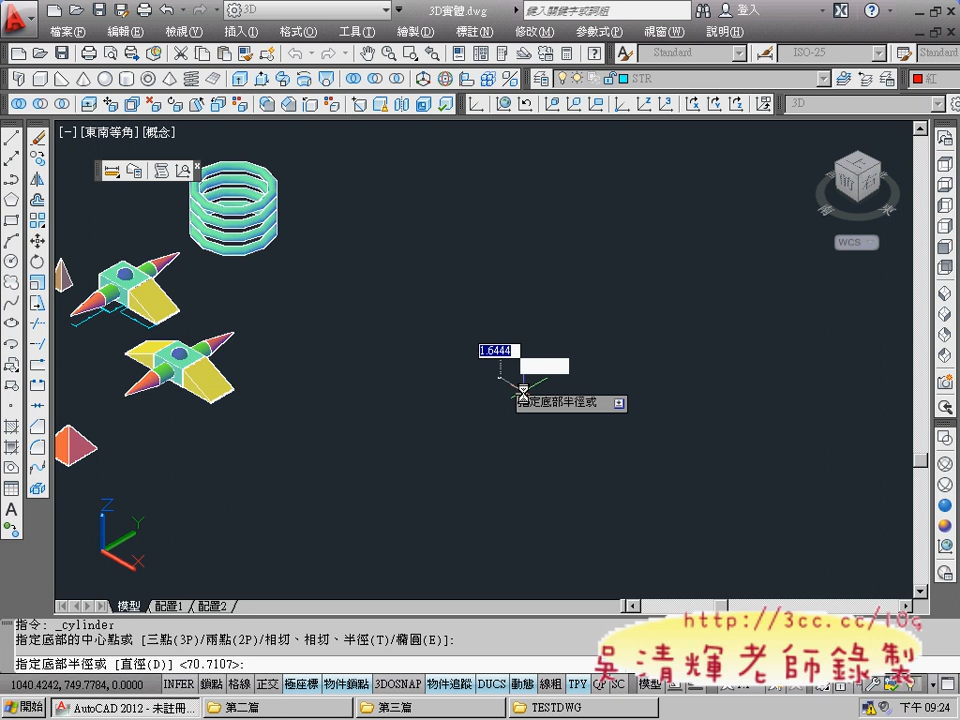 3D
3D實體.dwg
鍵入關鍵字或詞組
登入
檔案(F)
編輯(E)
檢視(V)
插入(I)
格式(O)
工具(T)
繪製(D)
標註(N)
修改(M)
參數式(P)
視窗(W)
說明(H)
Standard
ISO-25
Standard
STR
紅
3D
[−][東南等角][概念]
上
前
右
南
東
WCS
1.6444
指定底部半徑或
Z
Y
X
模型 / 配置1 / 配置2 /
指令: _cylinder
指定底部的中心點或 [三點(3P)/兩點(2P)/相切、相切、半徑(T)/橢圓(E)]:
指定底部半徑或 [直徑(D)] <70.7107>:
http://3cc.cc/10g
吳清輝老師錄製
1040.4242, 749.7784, 0.0000
INFER 鎖點 格線 正交 極座標 物件鎖點 3DOSNAP 物件追蹤 DUCS 動態 線粗 TPY QP SC 模型
開始
AutoCAD 2012 - 未註冊...
第二篇
第三篇
TESTDWG
下午 09:24